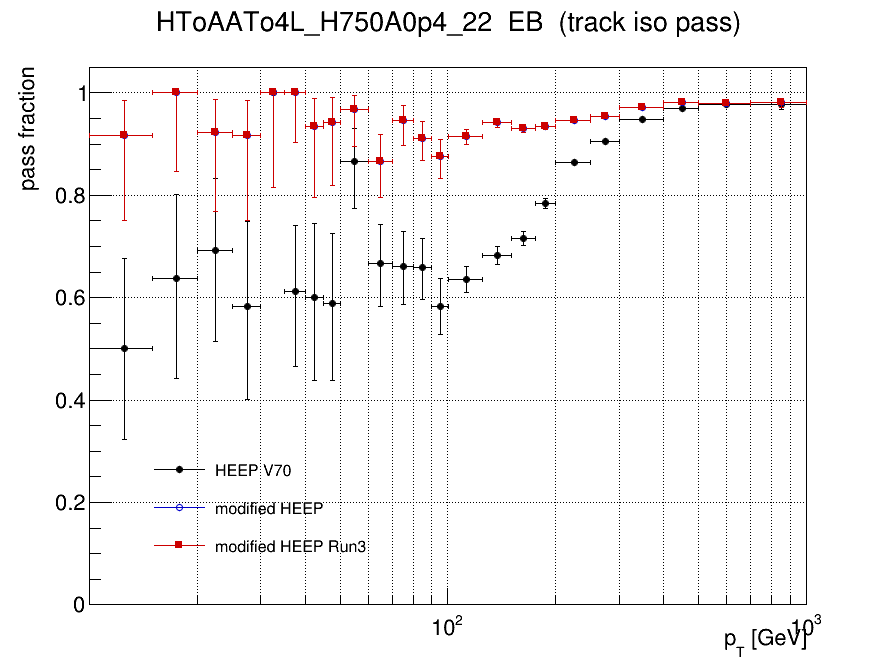 HToAATo4L_H750A0p4_22 EB (track iso pass)
pass fraction
1
0.8
0.6
0.4
0.2
0
HEEP V70
modified HEEP
modified HEEP Run3
10²
10³
p_T [GeV]